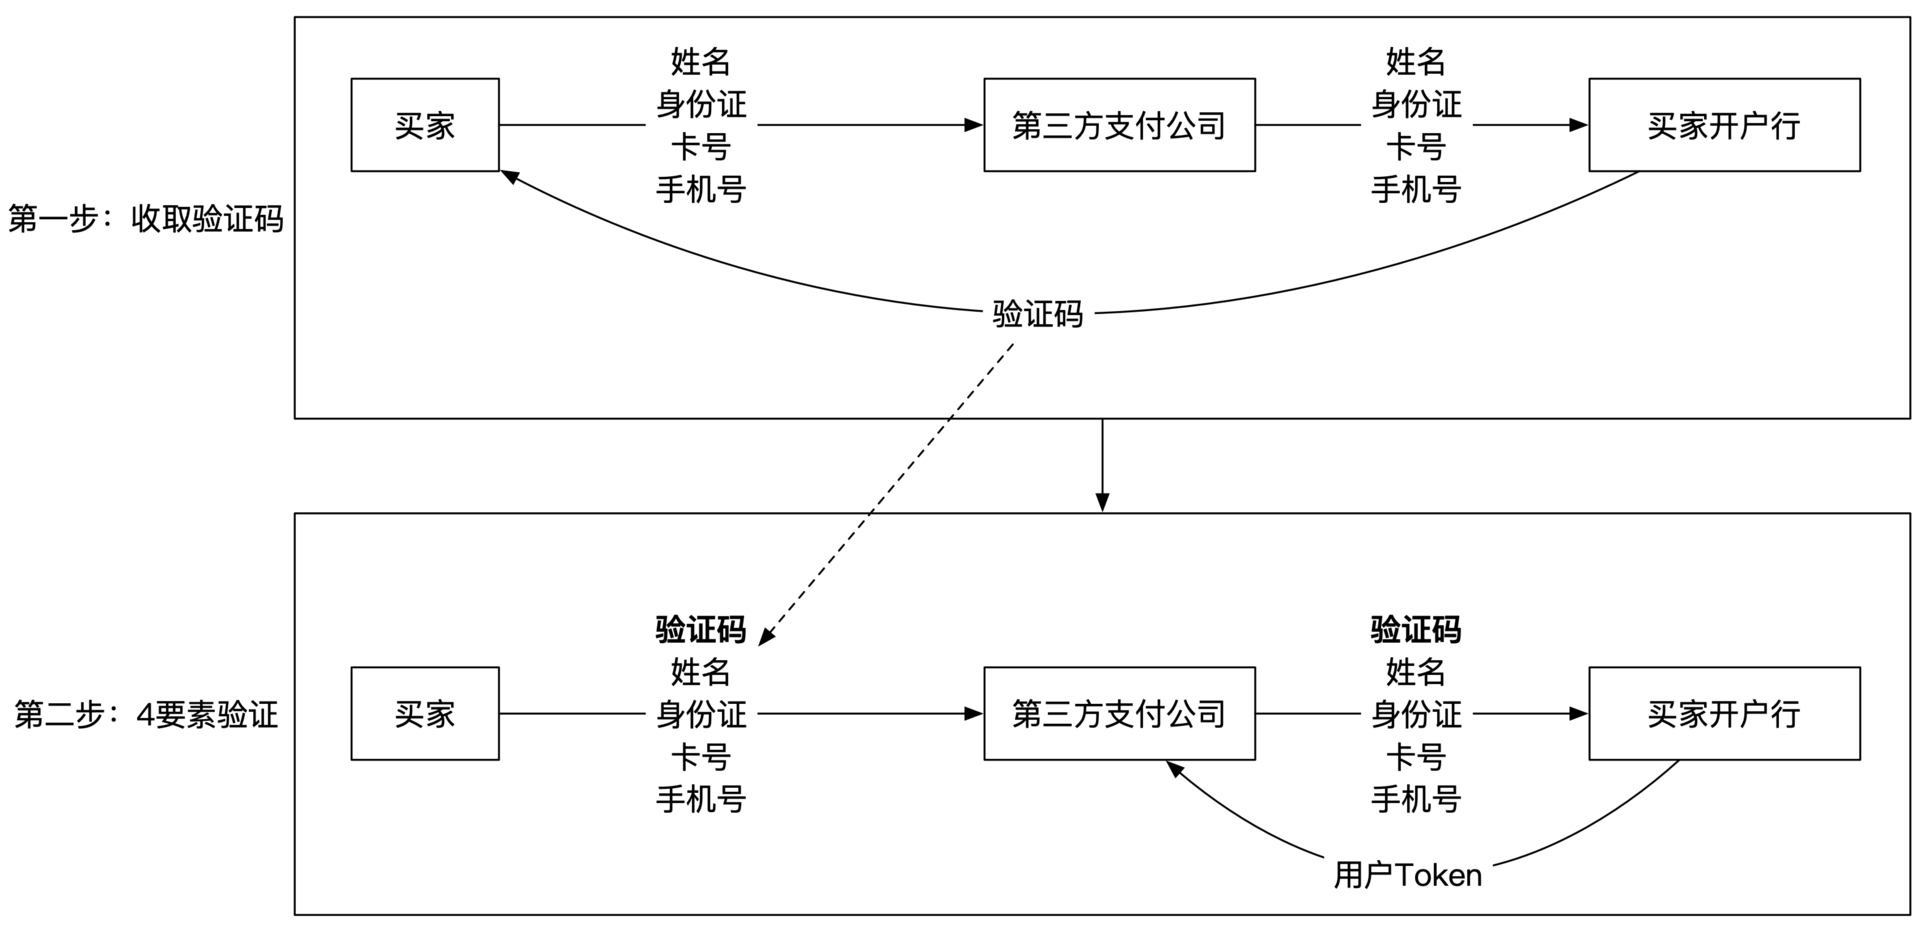 姓名
身份证
卡号
手机号
姓名
身份证
卡号
手机号
买家
第三方支付公司
买家开户行
第一步：收取验证码
验证码
验证码
姓名
身份证
卡号
手机号
验证码
姓名
身份证
卡号
手机号
买家
第三方支付公司
买家开户行
第二步：4要素验证
用户Token